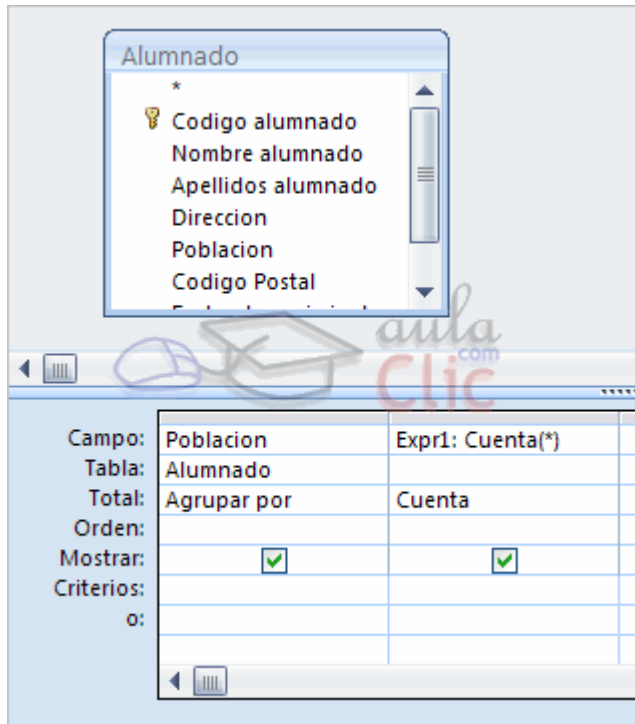 Alumnado
*
Codigo alumnado
Nombre alumnado
Apellidos alumnado
Direccion
Poblacion
Codigo Postal
aula
.com
Clic
Campo: Poblacion Expr1: Cuenta(*)
Tabla: Alumnado
Total: Agrupar por Cuenta
Orden:
Mostrar:
Criterios:
o: